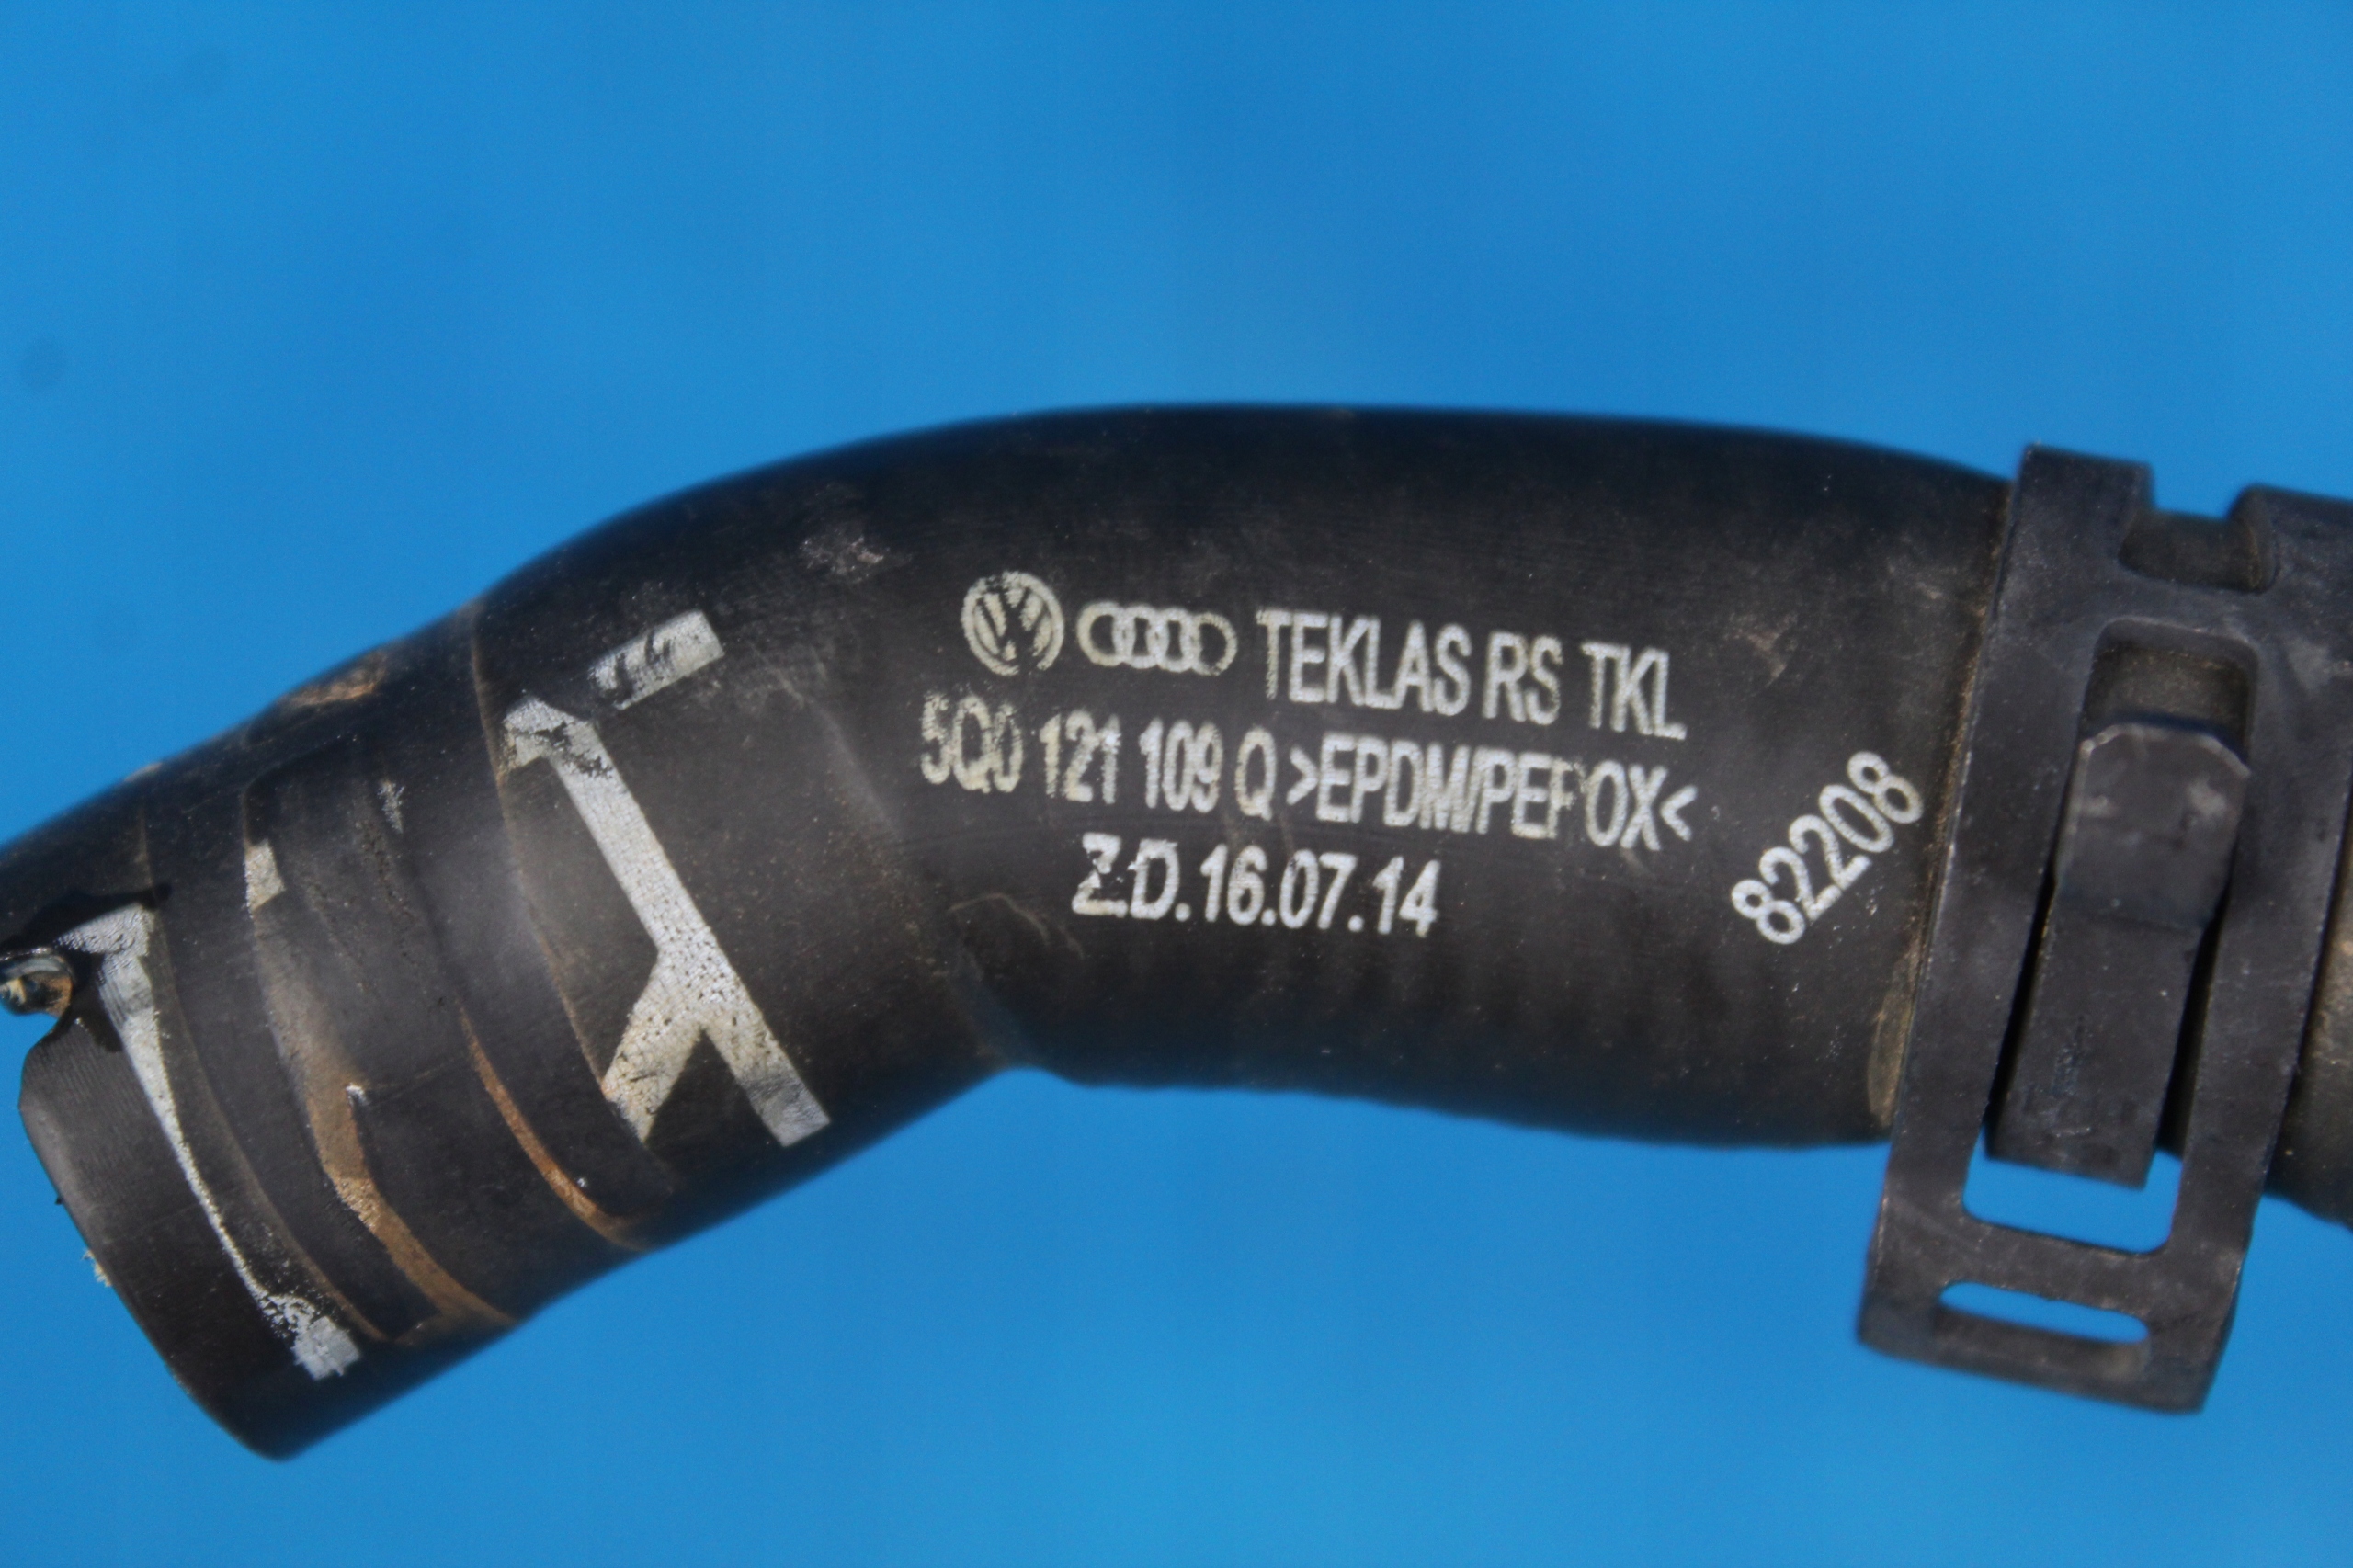 TEKLAS RS TKL
5Q0 121 109 Q >EPDM/PEROX<
Z.D.16.07.14
82208